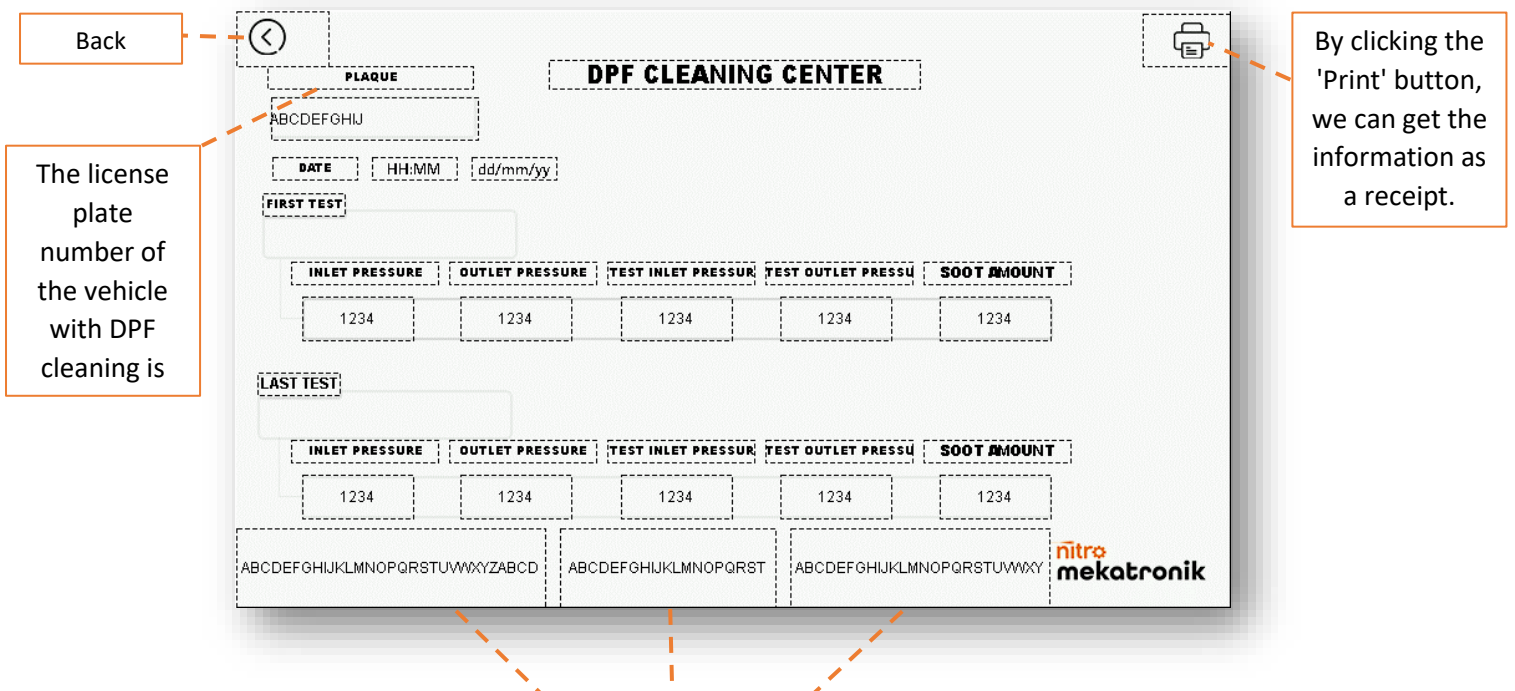 Back
By clicking the
'Print' button,
we can get the
information as
a receipt.
The license
plate
number of
the vehicle
with DPF
cleaning is
DPF CLEANING CENTER
PLAQUE
ABCDEFGHIJ
DATE HH:MM dd/mm/yy
FIRST TEST
INLET PRESSURE OUTLET PRESSURE TEST INLET PRESSUR TEST OUTLET PRESSU SOOT AMOUNT
1234 1234 1234 1234 1234
LAST TEST
INLET PRESSURE OUTLET PRESSURE TEST INLET PRESSUR TEST OUTLET PRESSU SOOT AMOUNT
1234 1234 1234 1234 1234
ABCDEFGHIJKLMNOPQRSTUVWXYZABCD ABCDEFGHIJKLMNOPQRST ABCDEFGHIJKLMNOPQRSTUVWXY
nitro
mekatronik